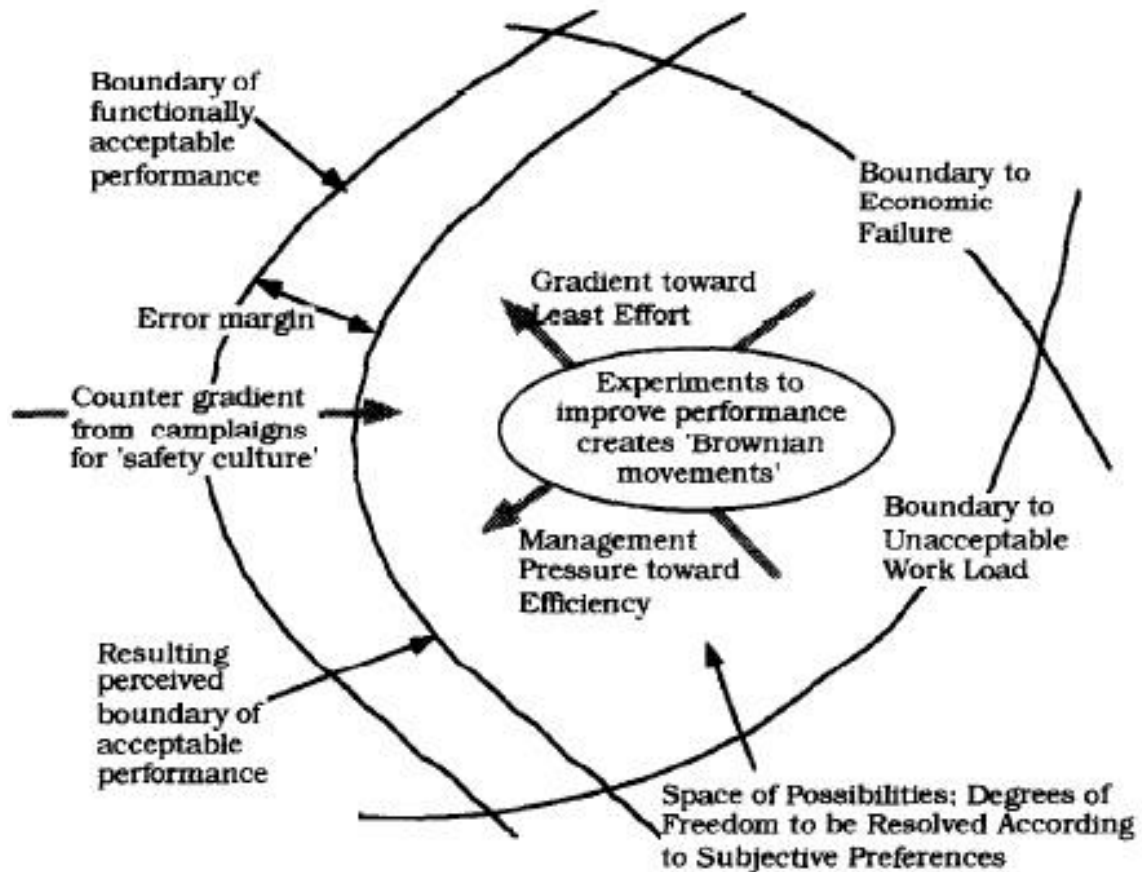 Boundary of
functionally
acceptable
performance
Boundary to
Economic
Failure
Gradient toward
Least Effort
Error margin
Counter gradient
from campaigns
for 'safety culture'
Experiments to
improve performance
creates 'Brownian
movements'
Management
Pressure toward
Efficiency
Boundary to
Unacceptable
Work Load
Resulting
perceived
boundary of
acceptable
performance
Space of Possibilities; Degrees of
Freedom to be Resolved According
to Subjective Preferences